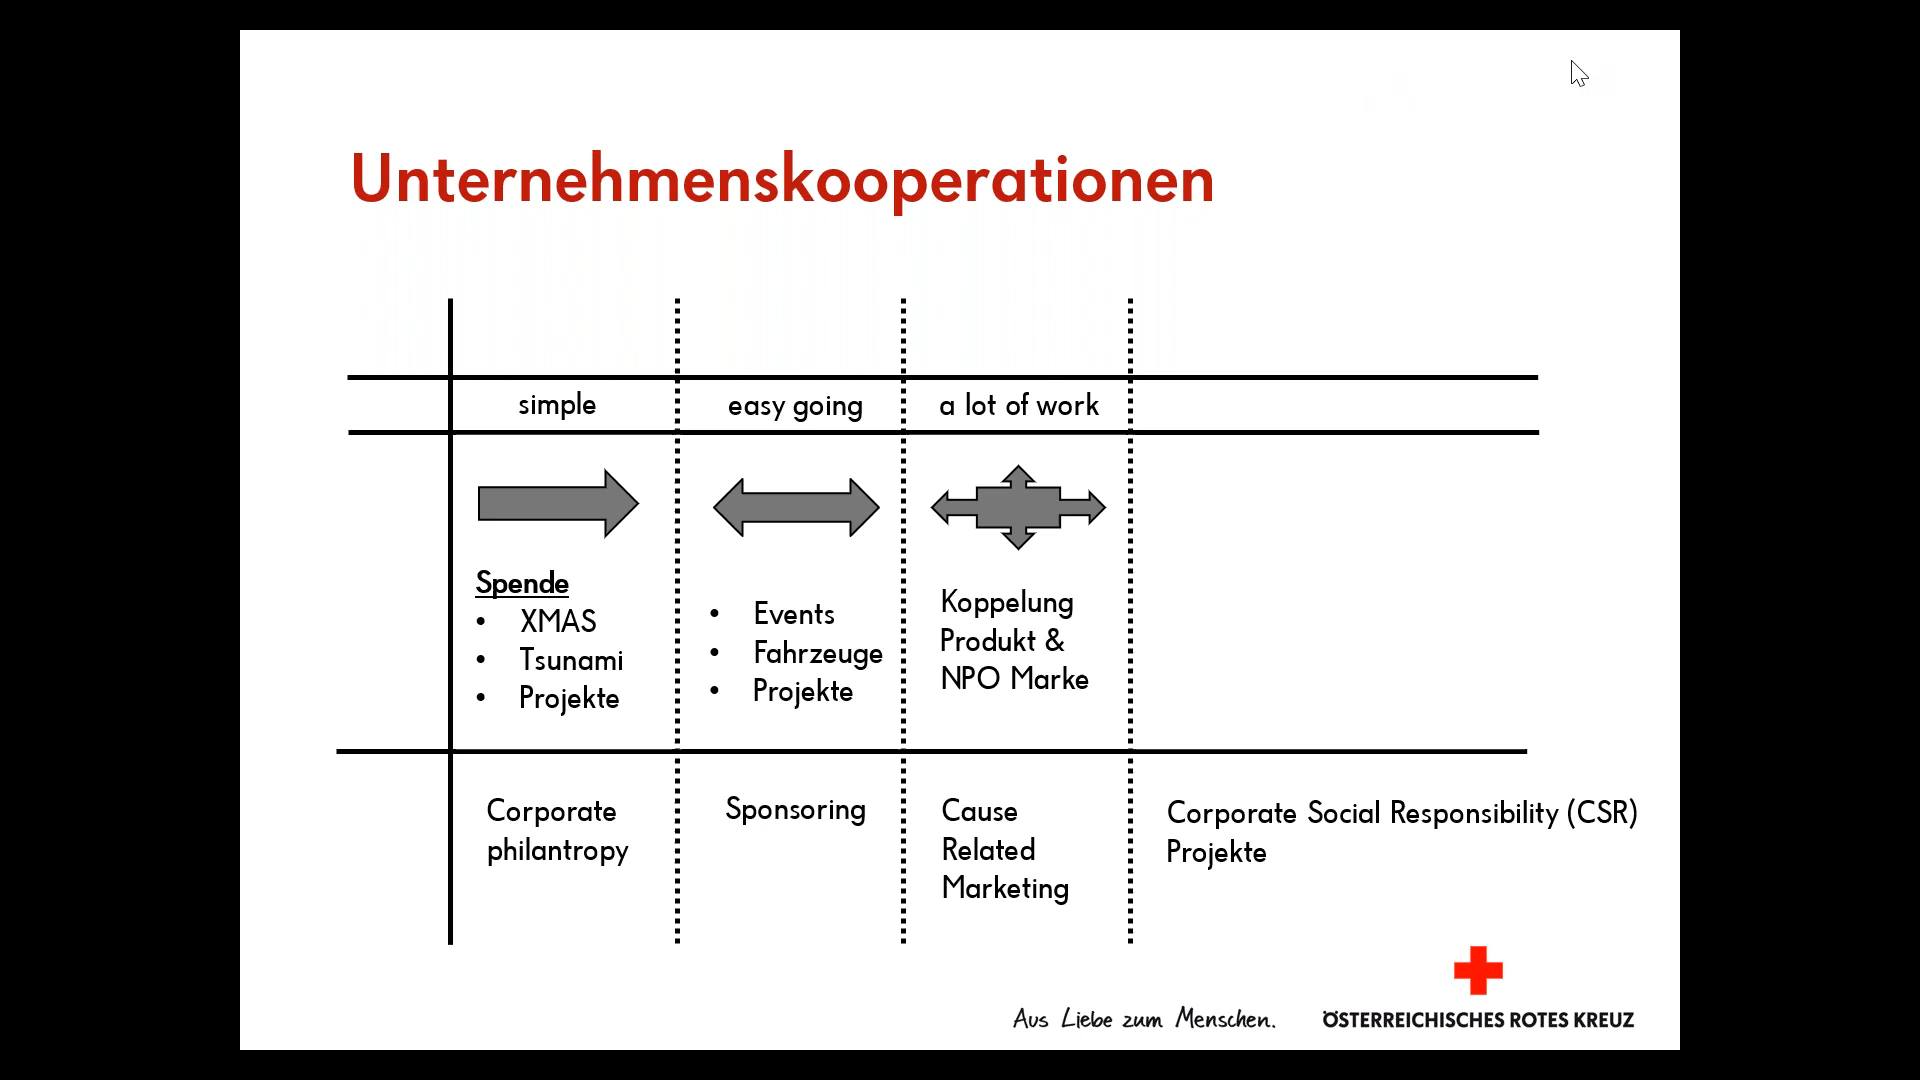 Unternehmenskooperationen
simple
easy going
a lot of work
Spende
• XMAS
• Tsunami
• Projekte
• Events
• Fahrzeuge
• Projekte
Koppelung
Produkt &
NPO Marke
Corporate
philantropy
Sponsoring
Cause
Related
Marketing
Corporate Social Responsibility (CSR)
Projekte
Aus Liebe zum Menschen.
ÖSTERREICHISCHES ROTES KREUZ